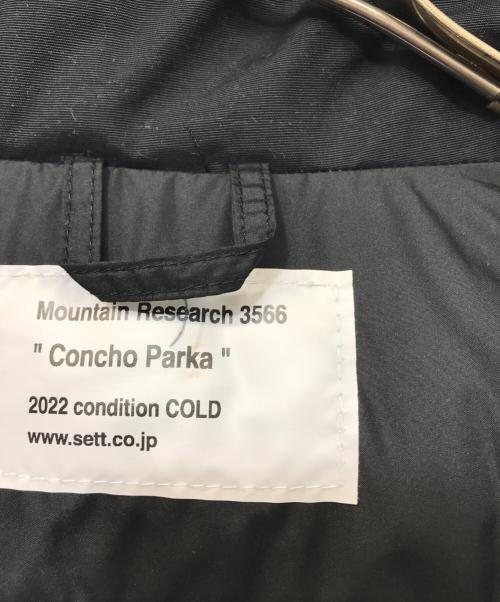 Mountain Research 3566
" Concho Parka "
2022 condition COLD
www.sett.co.jp